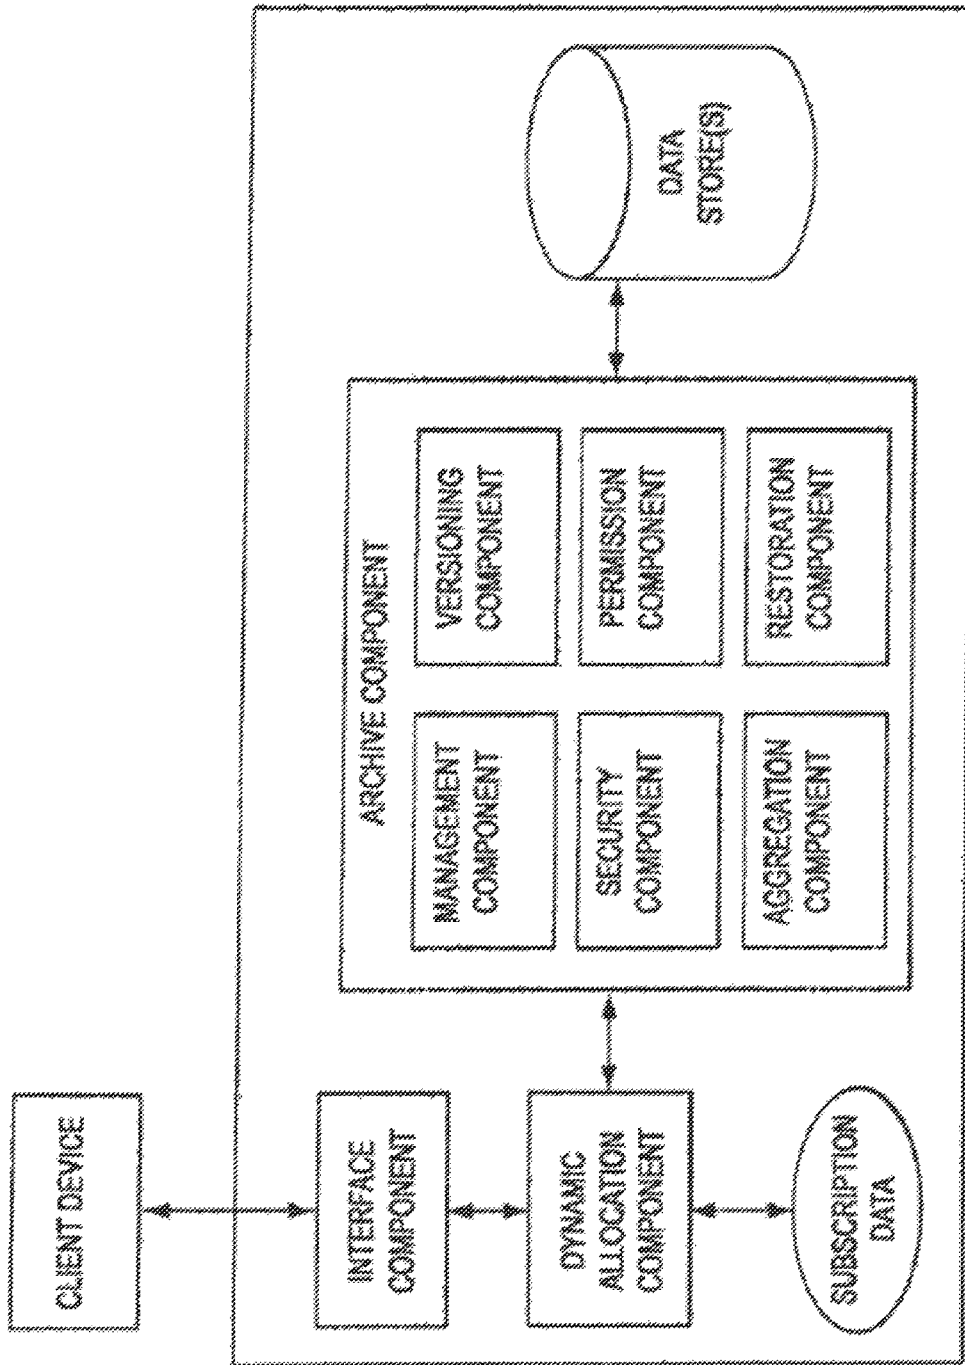 CLIENT DEVICE
INTERFACE
COMPONENT
DYNAMIC
ALLOCATION
COMPONENT
SUBSCRIPTION
DATA
ARCHIVE COMPONENT
MANAGEMENT
COMPONENT
VERSIONING
COMPONENT
SECURITY
COMPONENT
PERMISSION
COMPONENT
AGGREGATION
COMPONENT
RESTORATION
COMPONENT
DATA
STORE(S)